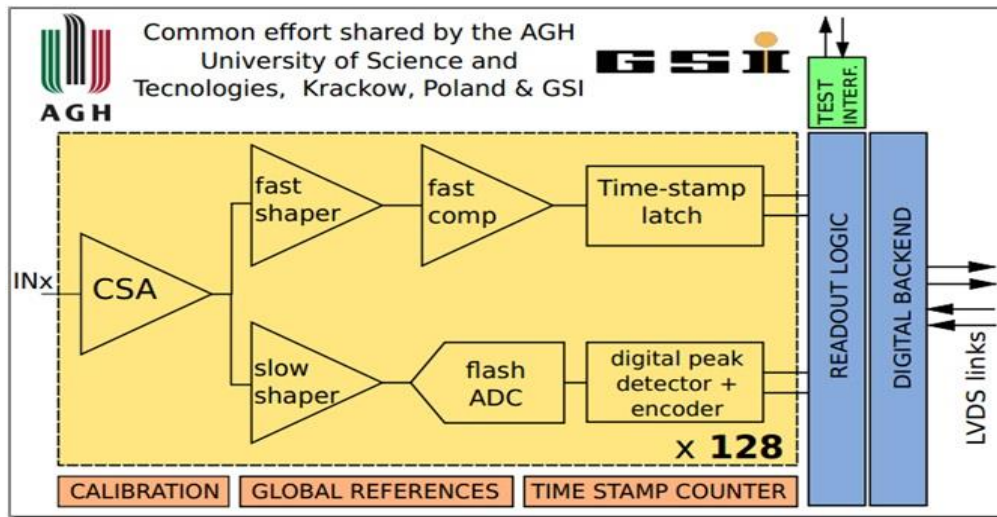 Common effort shared by the AGH
University of Science and
Tecnologies, Krackow, Poland & GSI
AGH
GSI
TEST
INTERF.
fast
shaper
fast
comp
Time-stamp
latch
INx
CSA
slow
shaper
flash
ADC
digital peak
detector +
encoder
x 128
READOUT LOGIC
DIGITAL BACKEND
LVDS links
CALIBRATION
GLOBAL REFERENCES
TIME STAMP COUNTER